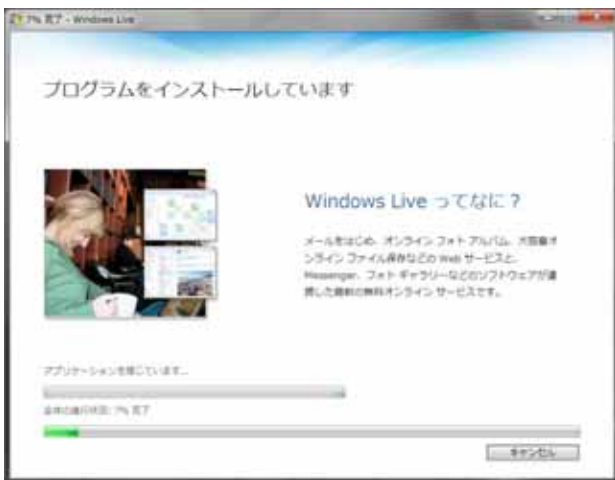 7% 完了 - Windows Live
プログラムをインストールしています
Windows Live ってなに？
メールをはじめ、オンライン フォト アルバム、大容量オ
ンライン ファイル保存などの Web サービスと、
Messenger、フォト ギャラリーなどのソフトウェアが連
携した最新の無料オンライン サービスです。
アプリケーションを閉じています...
全体の進行状況: 7% 完了
キャンセル